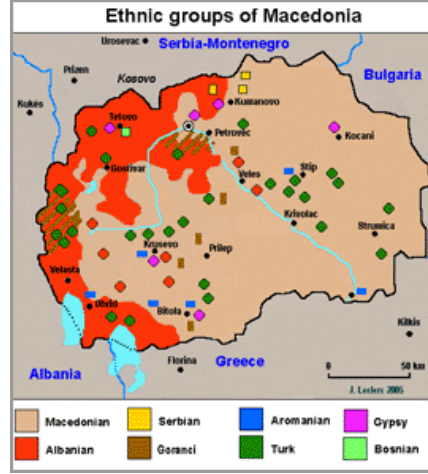 Ethnic groups of Macedonia
Urosevac
Serbia-Montenegro
Prizen
Kosovo
Bulgaria
Kukës
Kumanovo
Tetovo
Petrovec
Kocani
Gostivar
Veles
Stip
Krivolac
Strumica
Krusevo
Prilep
Velesta
Ohrid
Bitola
Kilkis
Florina
Greece
Albania
0 50 km
J. Leclerc 2005
Macedonian
Serbian
Aromanian
Gypsy
Albanian
Goranci
Turk
Bosnian